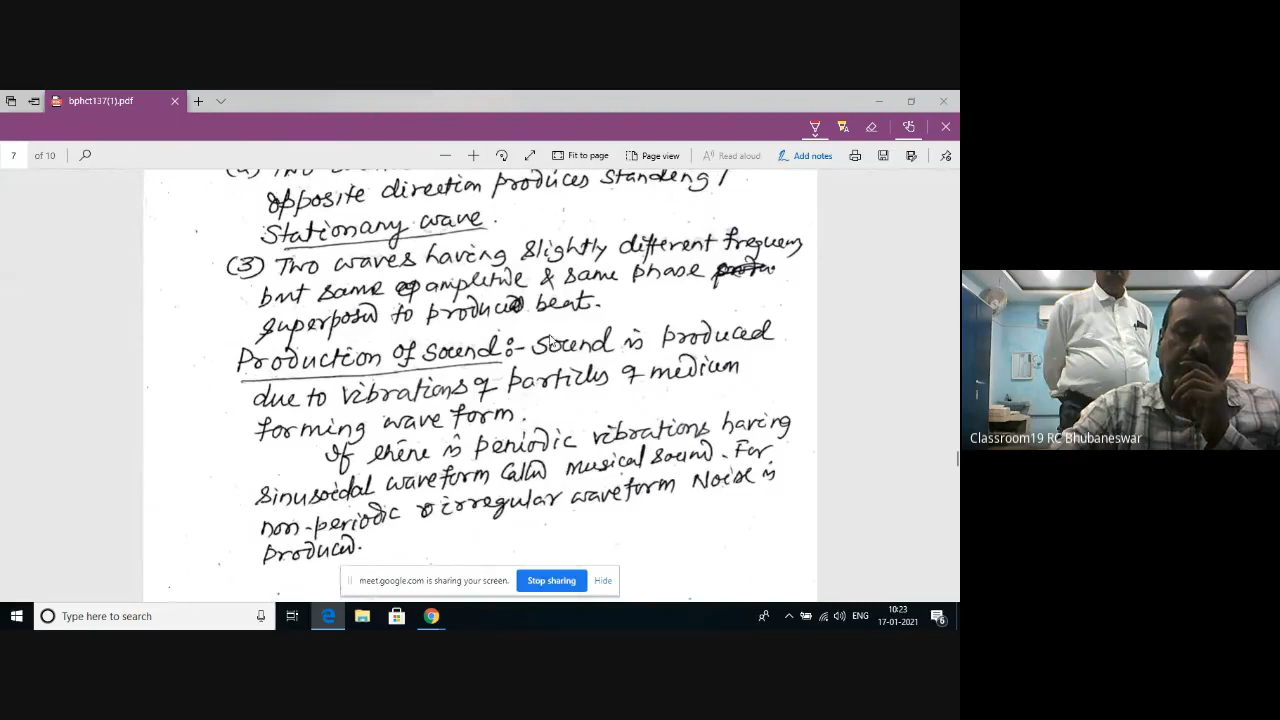 bphct137(1).pdf
7 of 10
Fit to page
Page view
Read aloud
Add notes
opposite direction produces standeng /
Stationary wave.
(3) Two waves having slightly different frequency
but same ampletive & same phase
superposed to produced beat.
Production of sound :- Sound is produced
due to vibrations of particles of medium
forming wave form.
If there is periodic vibrations having
sinusoidal waveform called musical sound. For
non-periodic & irregular waveform Noise is
produced.
meet.google.com is sharing your screen.
Stop sharing
Hide
Classroom19 RC Bhubaneswar
Type here to search
ENG
10:23
17-01-2021
6